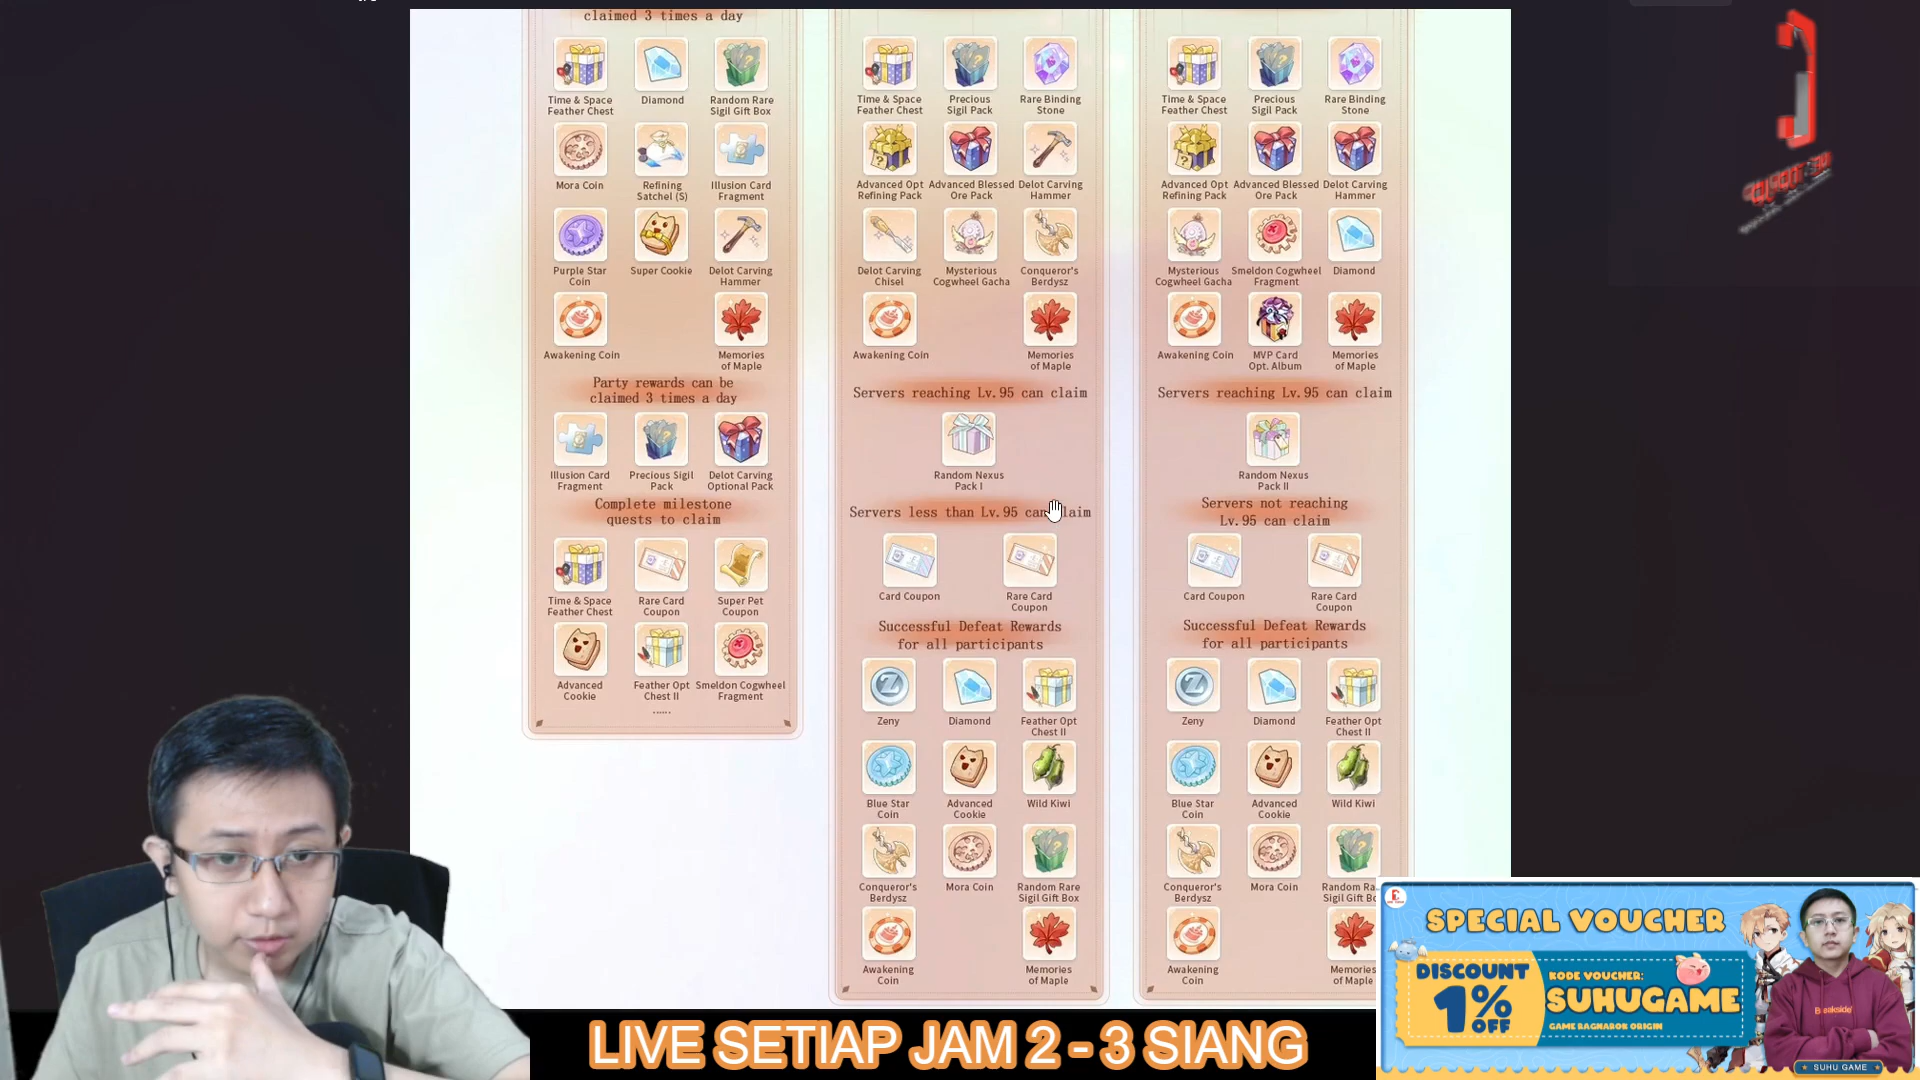 claimed 3 times a day
Time & Space
Feather Chest
Diamond
Random Rare
Sigil Gift Box
Mora Coin
Refining
Satchel (S)
Illusion Card
Fragment
Purple Star
Coin
Super Cookie
Delot Carving
Hammer
Awakening Coin
Memories
of Maple
Party rewards can be
claimed 3 times a day
Illusion Card
Fragment
Precious Sigil
Pack
Delot Carving
Optional Pack
Complete milestone
quests to claim
Time & Space
Feather Chest
Rare Card
Coupon
Super Pet
Coupon
Advanced
Cookie
Feather Opt
Chest II
Smeldon Cogwheel
Fragment
......
Time & Space
Feather Chest
Precious
Sigil Pack
Rare Binding
Stone
Advanced Opt
Refining Pack
Advanced Blessed
Ore Pack
Delot Carving
Hammer
Delot Carving
Chisel
Mysterious
Cogwheel Gacha
Conqueror's
Berdysz
Awakening Coin
Memories
of Maple
Servers reaching Lv.95 can claim
Random Nexus
Pack I
Servers less than Lv.95 can claim
Card Coupon
Rare Card
Coupon
Successful Defeat Rewards
for all participants
Zeny
Diamond
Feather Opt
Chest II
Blue Star
Coin
Advanced
Cookie
Wild Kiwi
Conqueror's
Berdysz
Mora Coin
Random Rare
Sigil Gift Box
Awakening
Coin
Memories
of Maple
Time & Space
Feather Chest
Precious
Sigil Pack
Rare Binding
Stone
Advanced Opt
Refining Pack
Advanced Blessed
Ore Pack
Delot Carving
Hammer
Mysterious
Cogwheel Gacha
Smeldon Cogwheel
Fragment
Diamond
Awakening Coin
MVP Card
Opt. Album
Memories
of Maple
Servers reaching Lv.95 can claim
Random Nexus
Pack II
Servers not reaching
Lv.95 can claim
Card Coupon
Rare Card
Coupon
Successful Defeat Rewards
for all participants
Zeny
Diamond
Feather Opt
Chest II
Blue Star
Coin
Advanced
Cookie
Wild Kiwi
Conqueror's
Berdysz
Mora Coin
Random Ra
Sigil Gift Bo
Awakening
Coin
Memories
of Maple
SPECIAL VOUCHER
DISCOUNT
1%
OFF
KODE VOUCHER:
SUHUGAME
GAME RAGNAROK ORIGIN
SUHU GAME
LIVE SETIAP JAM 2 - 3 SIANG